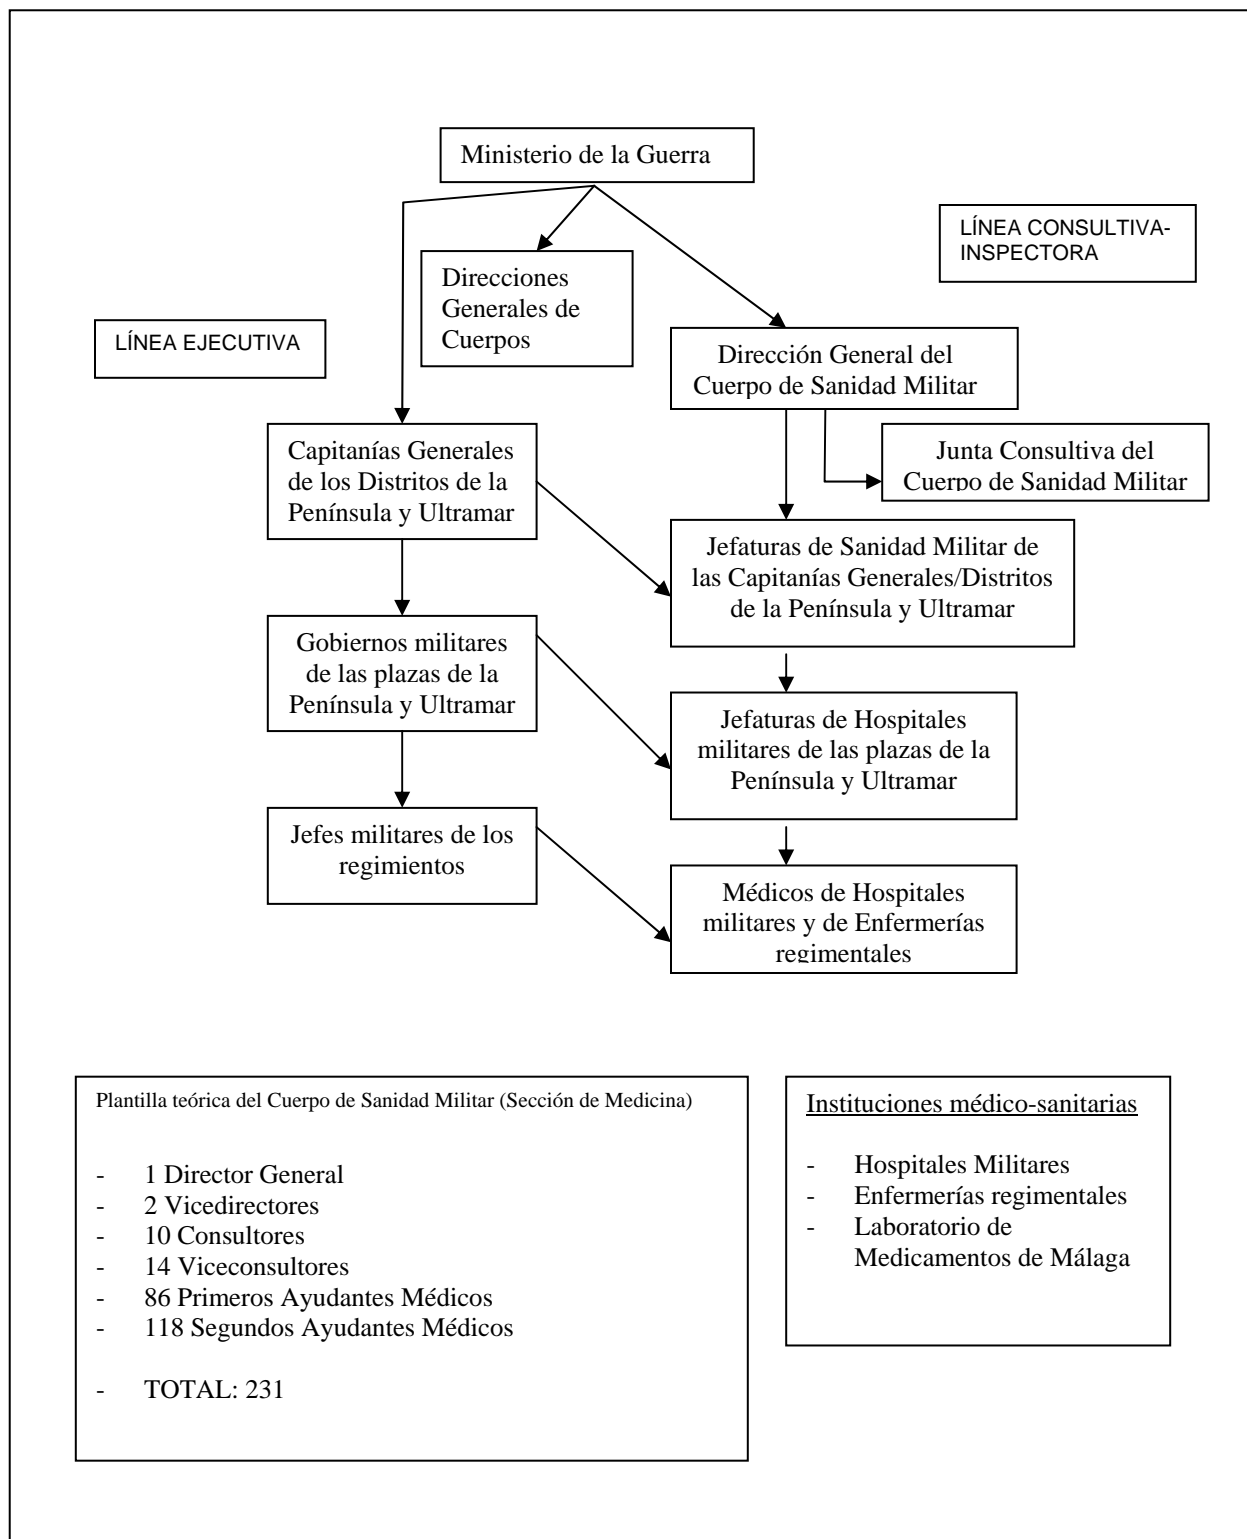 Ministerio de la Guerra
LÍNEA CONSULTIVA-
INSPECTORA
Direcciones
Generales de
Cuerpos
LÍNEA EJECUTIVA
Dirección General del
Cuerpo de Sanidad Militar
Capitanías Generales
de los Distritos de la
Península y Ultramar
Junta Consultiva del
Cuerpo de Sanidad Militar
Jefaturas de Sanidad Militar de
las Capitanías Generales/Distritos
de la Península y Ultramar
Gobiernos militares
de las plazas de la
Península y Ultramar
Jefaturas de Hospitales
militares de las plazas de la
Península y Ultramar
Jefes militares de los
regimientos
Médicos de Hospitales
militares y de Enfermerías
regimentales
Plantilla teórica del Cuerpo de Sanidad Militar (Sección de Medicina)
- 1 Director General
- 2 Vicedirectores
- 10 Consultores
- 14 Viceconsultores
- 86 Primeros Ayudantes Médicos
- 118 Segundos Ayudantes Médicos
- TOTAL: 231
Instituciones médico-sanitarias
- Hospitales Militares
- Enfermerías regimentales
- Laboratorio de
Medicamentos de Málaga